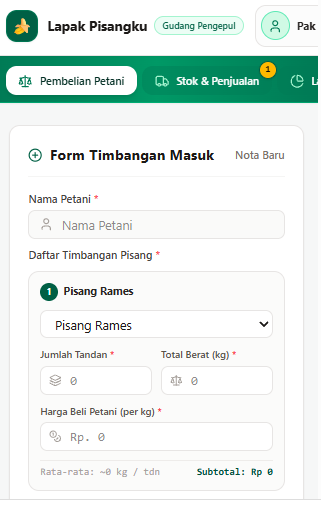 Lapak Pisangku Gudang Pengepul Pak
Pembelian Petani Stok & Penjualan 1 La
Form Timbangan Masuk Nota Baru
Nama Petani *
Nama Petani
Daftar Timbangan Pisang *
1 Pisang Rames
Pisang Rames
Jumlah Tandan * Total Berat (kg) *
0 0
Harga Beli Petani (per kg) *
Rp. 0
Rata-rata: ~0 kg / tdn Subtotal: Rp 0